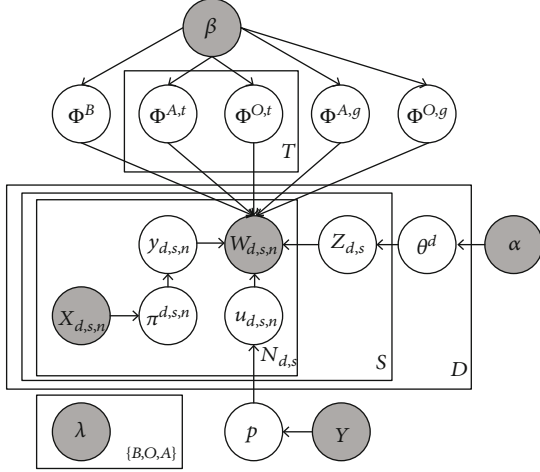 β
Φ^B Φ^{A,t} Φ^{O,t} Φ^{A,g} Φ^{O,g}
T
y_{d,s,n} W_{d,s,n} Z_{d,s} θ^d α
X_{d,s,n} π^{d,s,n} u_{d,s,n}
N_{d,s} S D
λ {B,O,A} p Y